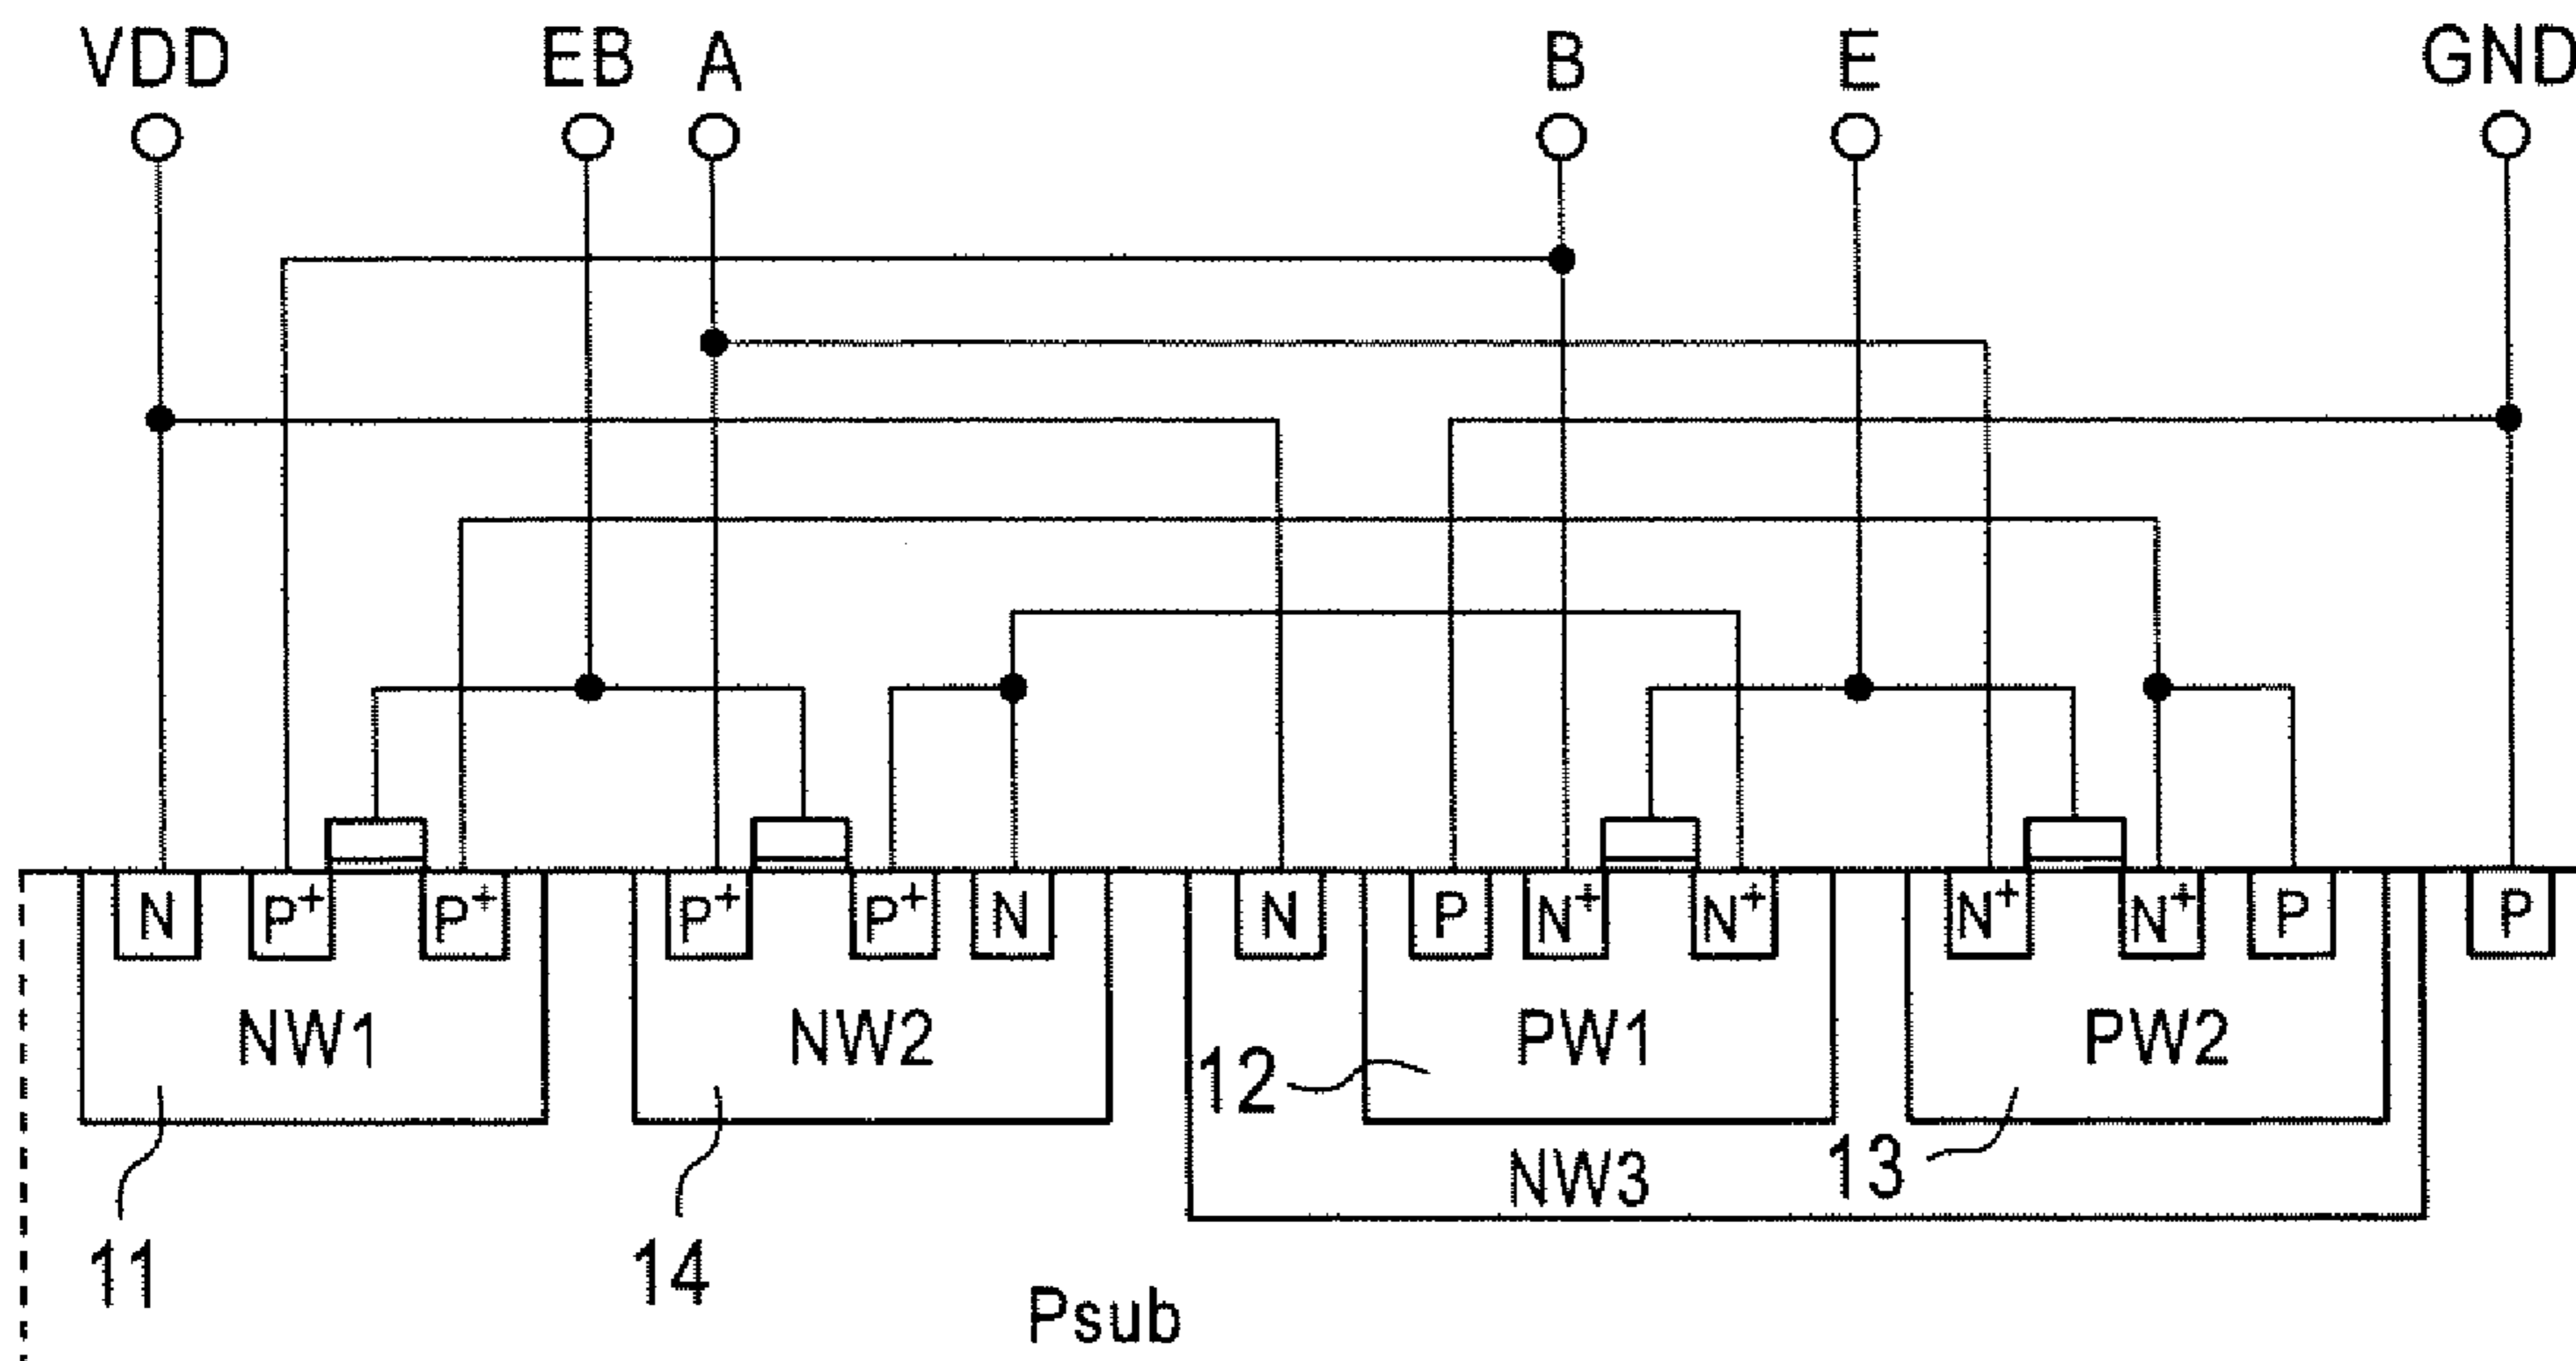 VDD EB A B E GND
N P+ P+ P+ P+ N N P N+ N+ N+ N+ P P
NW1 NW2 PW1 PW2
12
NW3 13
11 14
Psub